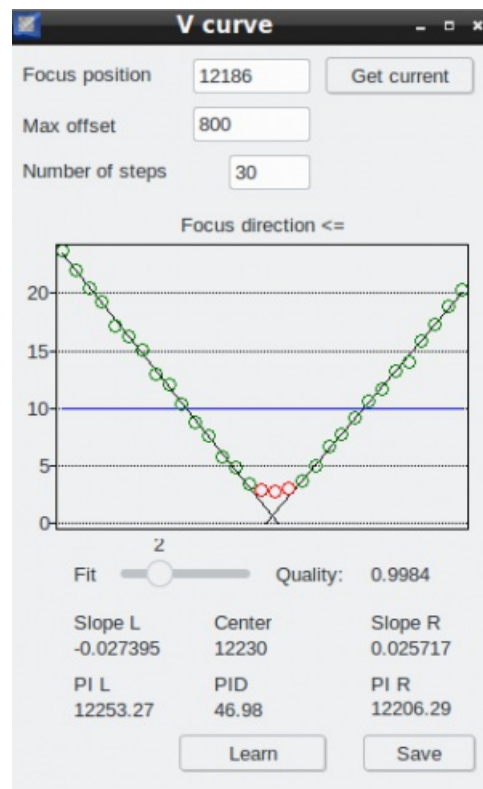 V curve
Focus position 12186 Get current
Max offset 800
Number of steps 30
Focus direction <=
20
15
10
5
0
2
Fit Quality: 0.9984
Slope L Center Slope R
-0.027395 12230 0.025717
PI L PID PI R
12253.27 46.98 12206.29
Learn Save